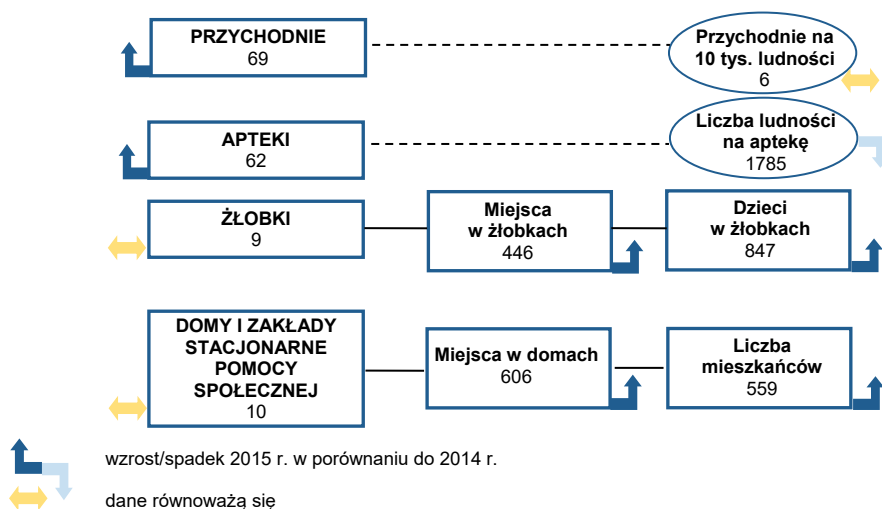 PRZYCHODNIE
69
Przychodnie na
10 tys. ludności
6
APTEKI
62
Liczba ludności
na aptekę
1785
ŻŁOBKI
9
Miejsca
w żłobkach
446
Dzieci
w żłobkach
847
DOMY I ZAKŁADY
STACJONARNE
POMOCY
SPOŁECZNEJ
10
Miejsca w domach
606
Liczba
mieszkańców
559
wzrost/spadek 2015 r. w porównaniu do 2014 r.
dane równoważą się